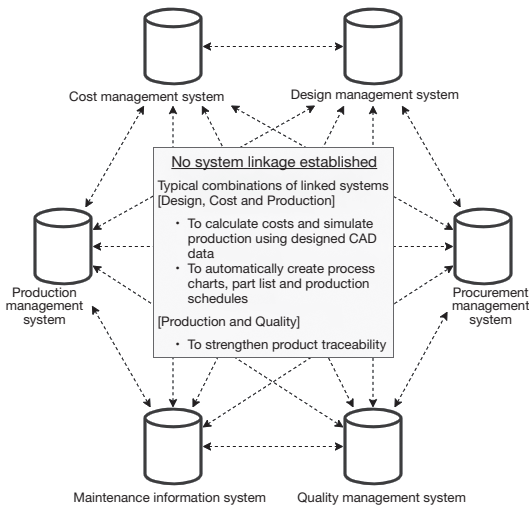 Cost management system
Design management system
No system linkage established
Typical combinations of linked systems
[Design, Cost and Production]
・ To calculate costs and simulate
production using designed CAD
data
・ To automatically create process
charts, part list and production
schedules
[Production and Quality]
・ To strengthen product traceability
Production
management
system
Procurement
management
system
Maintenance information system
Quality management system